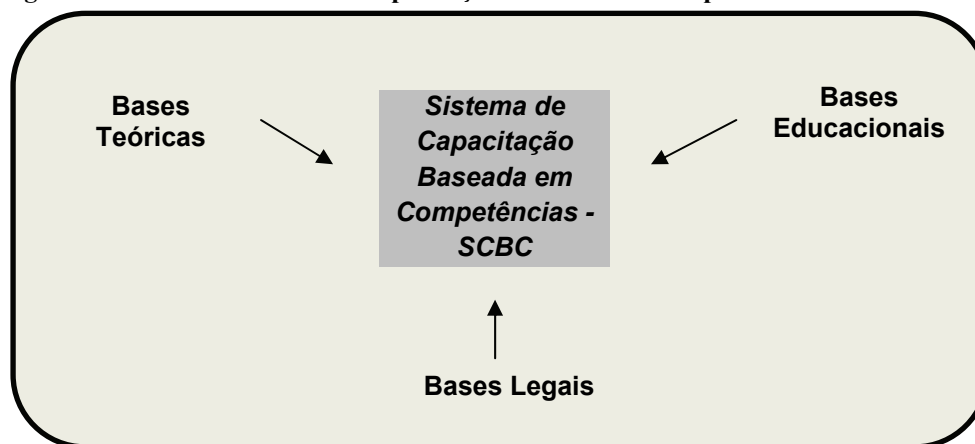 Bases
Teóricas
Sistema de
Capacitação
Baseada em
Competências -
SCBC
Bases
Educacionais
Bases Legais